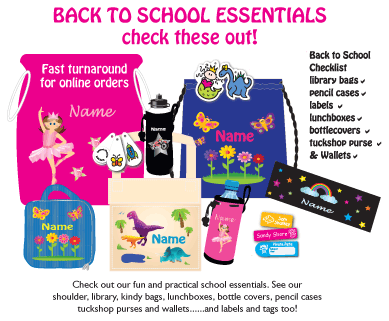 BACK TO SCHOOL ESSENTIALS
check these out!
Fast turnaround
for online orders
Name
Name
Name
Name
Name
Name
Name
Back to School
Checklist
library bags ✓
pencil cases ✓
labels ✓
lunchboxes ✓
bottlecovers ✓
tuckshop purse ✓
& Wallets ✓
Sandy Shore
Check out our fun and practical school essentials. See our
shoulder, library, kindy bags, lunchboxes, bottle covers, pencil cases
tuckshop purses and wallets......and labels and tags too!